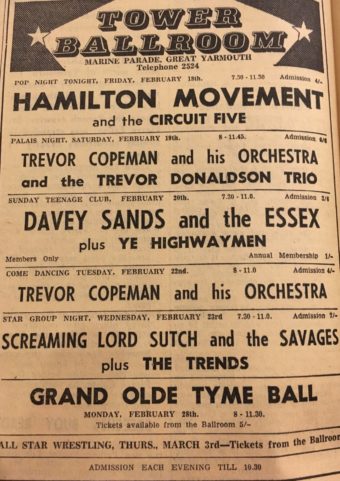 TOWER
BALLROOM
MARINE PARADE, GREAT YARMOUTH
Telephone 2524
POP NIGHT TONIGHT, FRIDAY, FEBRUARY 18th. 7.30 - 11.30 Admission 4/-
HAMILTON MOVEMENT
and the CIRCUIT FIVE
PALAIS NIGHT, SATURDAY, FEBRUARY 19th. 8 - 11.45. Admission
TREVOR COPEMAN and his ORCHESTRA
and the TREVOR DONALDSON TRIO
SUNDAY TEENAGE CLUB, FEBRUARY 20th. 7.30 - 11.0. Admission
DAVEY SANDS and the ESSEX
plus YE HIGHWAYMEN
Members Only Annual Membership 1/-
COME DANCING TUESDAY, FEBRUARY 22nd. 8 - 11.0 Admission 4/-
TREVOR COPEMAN and his ORCHESTRA
STAR GROUP NIGHT, WEDNESDAY, FEBRUARY 23rd 7.30 - 11.0. Admission 7/-
SCREAMING LORD SUTCH and the SAVAGES
plus THE TRENDS
GRAND OLDE TYME BALL
MONDAY, FEBRUARY 28th. 8 - 11.30.
Tickets available from the Ballroom 5/-
ALL STAR WRESTLING, THURS., MARCH 3rd—Tickets from the Ballroom
ADMISSION EACH EVENING TILL 10.30